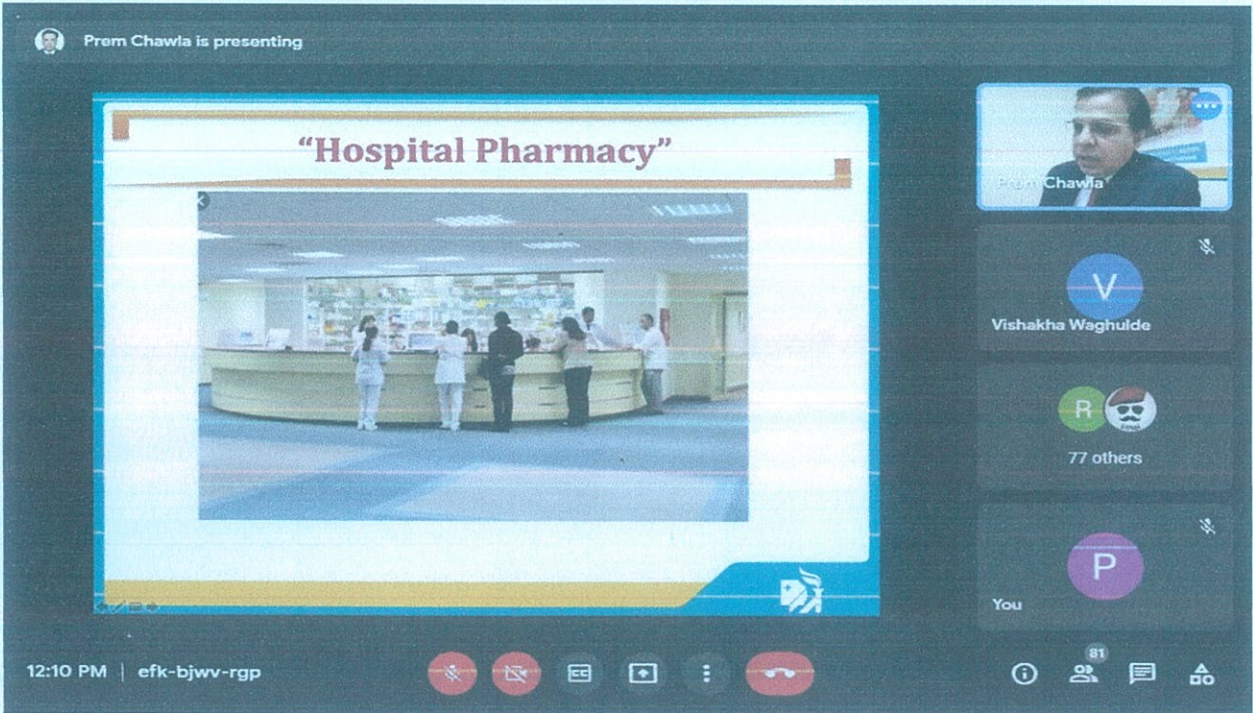 Prem Chawla is presenting
“Hospital Pharmacy”
Prem Chawla
V
Vishakha Waghulde
R
77 others
P
You
12:10 PM | efk-bjwv-rgp
CC
81